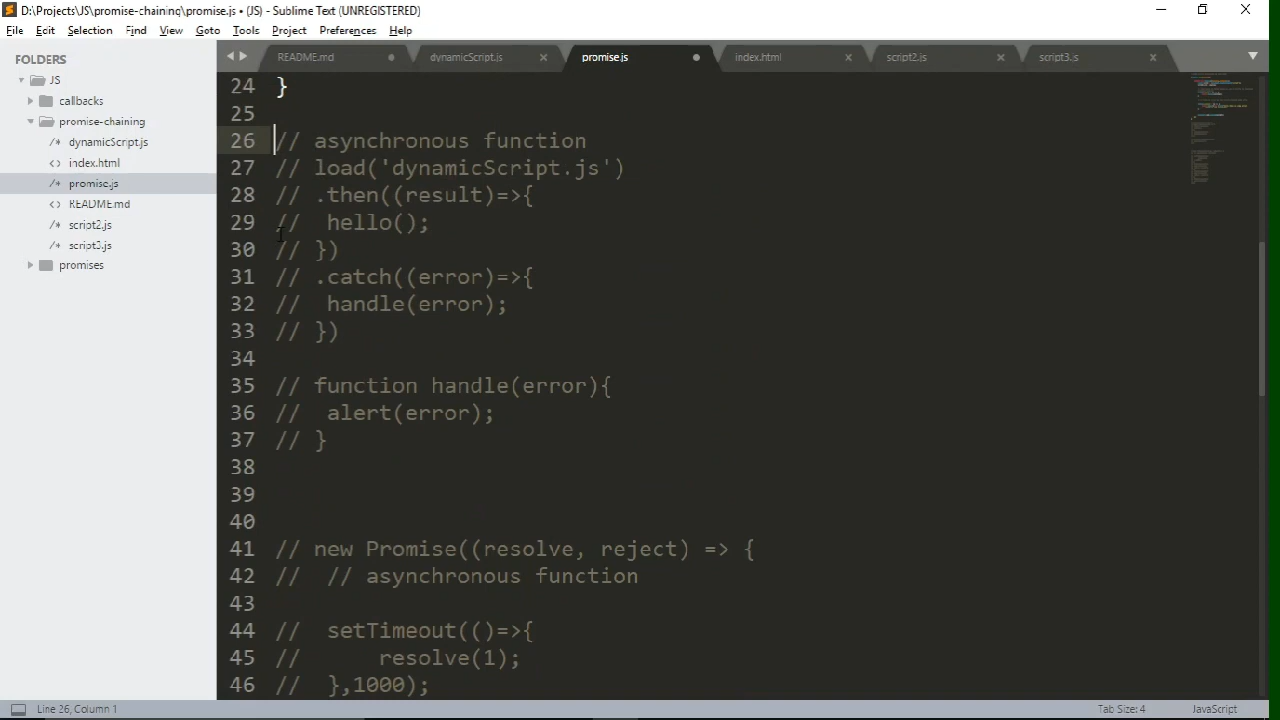 D:\Projects\JS\promise-chaining\promise.js • (JS) - Sublime Text (UNREGISTERED)
File Edit Selection Find View Goto Tools Project Preferences Help
FOLDERS
JS
callbacks
promise-chaining
/* dynamicScript.js
<> index.html
/* promise.js
<> README.md
/* script2.js
/* script3.js
promises
README.md dynamicScript.js promise.js index.html script2.js script3.js
24 }
25
26 // asynchronous function
27 // load('dynamicScript.js')
28 // .then((result)=>{
29 // hello();
30 // })
31 // .catch((error)=>{
32 // handle(error);
33 // })
34
35 // function handle(error){
36 // alert(error);
37 // }
38
39
40
41 // new Promise((resolve, reject) => {
42 // // asynchronous function
43
44 // setTimeout(()=>{
45 // resolve(1);
46 // },1000);
Line 26, Column 1 Tab Size: 4 JavaScript